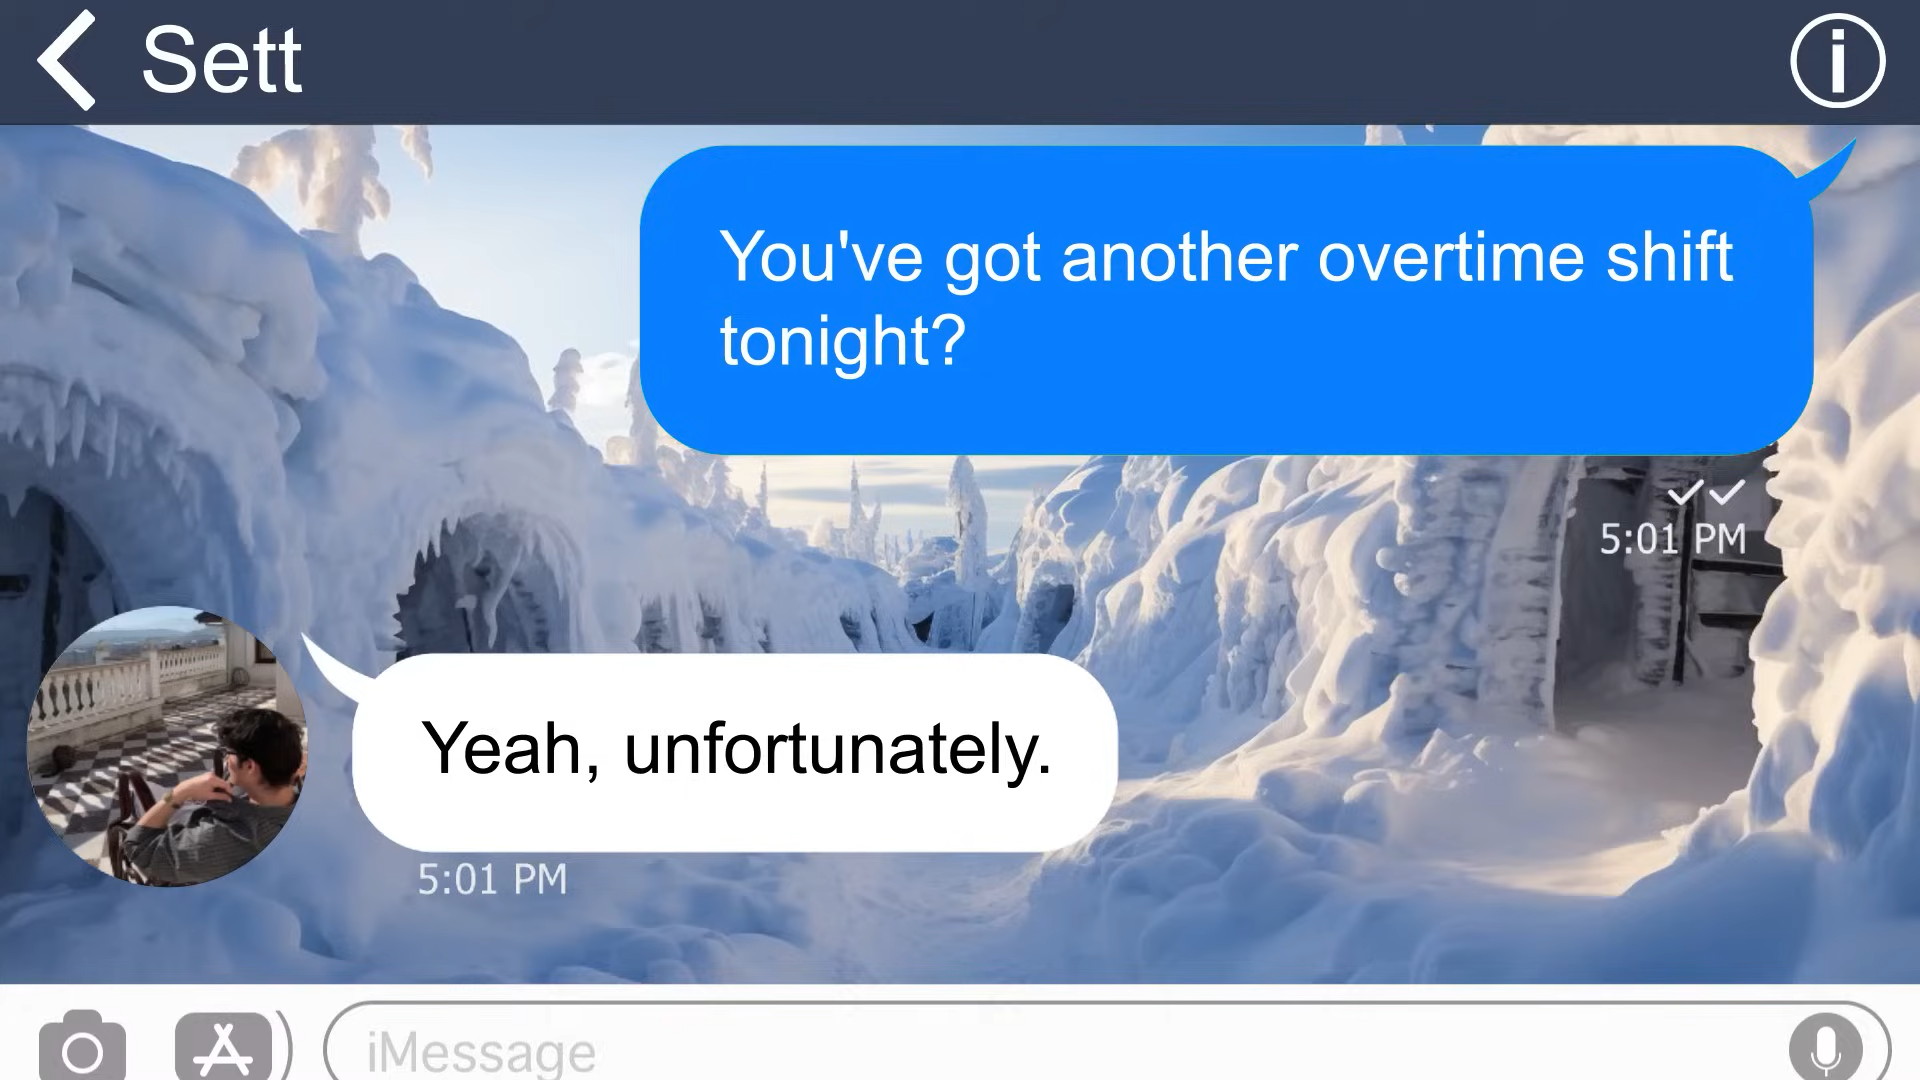 Sett
You've got another overtime shift
tonight?
5:01 PM
Yeah, unfortunately.
5:01 PM
iMessage